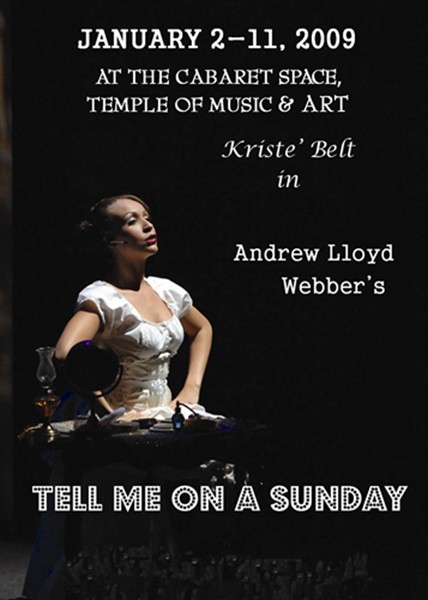 JANUARY 2–11, 2009
AT THE CABARET SPACE,
TEMPLE OF MUSIC & ART
Kriste' Belt
in
Andrew Lloyd
Webber's
TELL ME ON A SUNDAY